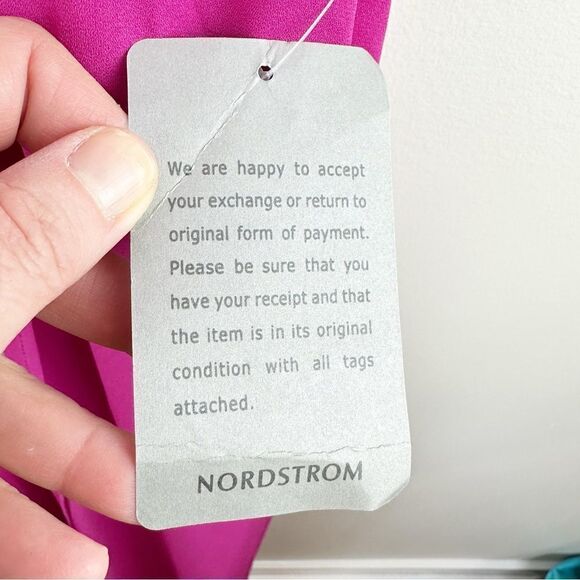 We are happy to accept
your exchange or return to
original form of payment.
Please be sure that you
have your receipt and that
the item is in its original
condition with all tags
attached.
NORDSTROM